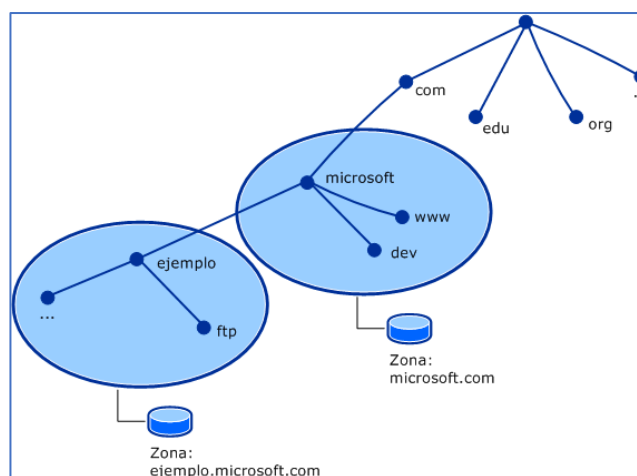 com
...
edu
org
microsoft
www
dev
ejemplo
...
ftp
Zona:
microsoft.com
Zona:
ejemplo.microsoft.com